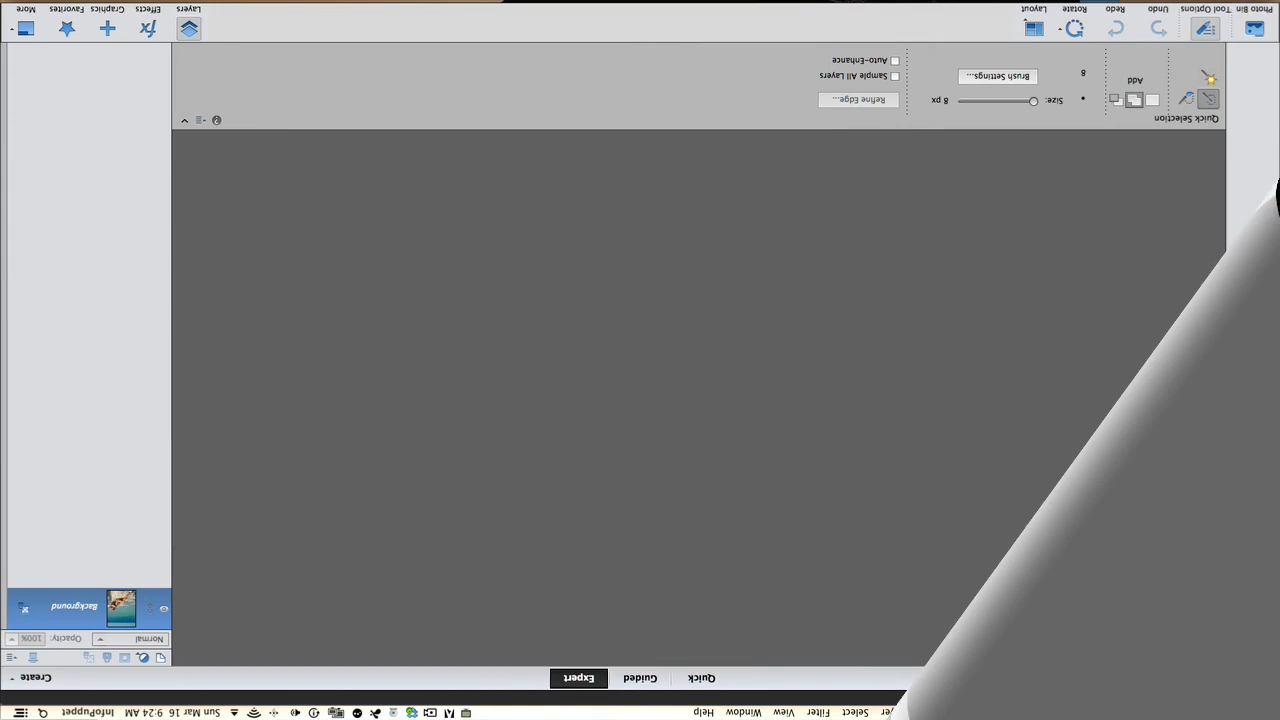 er Select Filter View Window Help Sun Mar 16 9:24 AM InfoPuppet
Quick Guided Expert Create
Normal Opacity: 100%
Background
Quick Selection
Size: 8 px Refine Edge...
Add Brush Settings... Sample All Layers
8 Auto-Enhance
Photo Bin Tool Options Undo Redo Rotate Layout Layers Effects Graphics Favorites More